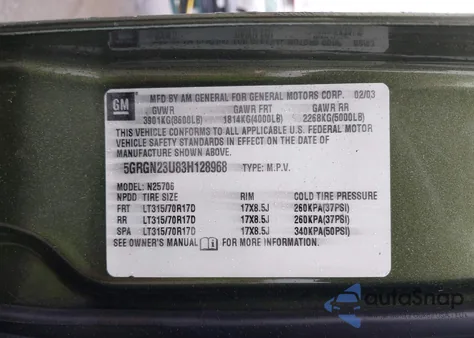 GM
MFD BY AM GENERAL FOR GENERAL MOTORS CORP. 02/03
GVWR GAWR FRT GAWR RR
3901KG(8600LB) 1814KG(4000LB) 2268KG(5000LB)
THIS VEHICLE CONFORMS TO ALL APPLICABLE U.S. FEDERAL MOTOR
VEHICLE SAFETY STANDARDS IN EFFECT ON THE DATE OF
MANUFACTURE SHOWN ABOVE.
5GRGN23U83H128968 TYPE: M.P.V.
MODEL: N25706
NPDD TIRE SIZE RIM COLD TIRE PRESSURE
FRT LT315/70R17D 17X8.5J 260KPA(37PSI)
RR LT315/70R17D 17X8.5J 260KPA(37PSI)
SPA LT315/70R17D 17X8.5J 340KPA(50PSI)
SEE OWNER'S MANUAL FOR MORE INFORMATION.
autoSnap